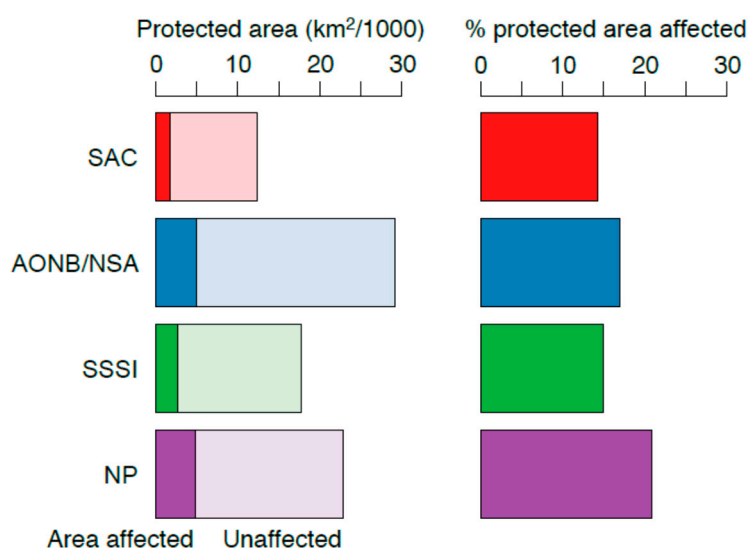 Protected area (km²/1000)
% protected area affected
0 10 20 30
0 10 20 30
SAC
AONB/NSA
SSSI
NP
Area affected
Unaffected